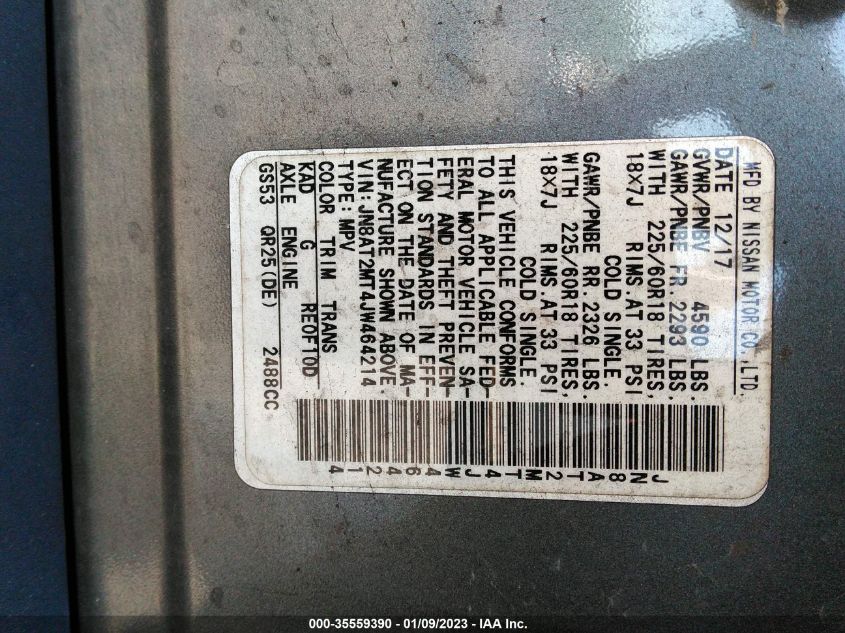 MFD BY NISSAN MOTOR CO.,LTD.
DATE 12/17
GVWR/PNBV 4590 LBS.
GAWR/PNBE FR. 2293 LBS.
WITH 225/60R18 TIRES,
18X7J RIMS AT 33 PSI
COLD SINGLE.
GAWR/PNBE RR. 2326 LBS.
WITH 225/60R18 TIRES,
18X7J RIMS AT 33 PSI
COLD SINGLE.
THIS VEHICLE CONFORMS
TO ALL APPLICABLE FED-
ERAL MOTOR VEHICLE SA-
FETY AND THEFT PREVEN-
TION STANDARDS IN EFF-
ECT ON THE DATE OF MA-
NUFACTURE SHOWN ABOVE.
VIN:JN8AT2MT4JW464214
TYPE:MPV
COLOR TRIM TRANS
KAD G RE0F10D
AXLE ENGINE
GS53 QR25(DE) 2488CC
JN8AT2MT4JW464214
000-35559390 - 01/09/2023 - IAA Inc.